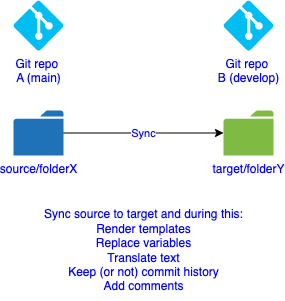 Git repo
A (main)
Git repo
B (develop)
Sync
source/folderX
target/folderY
Sync source to target and during this:
Render templates
Replace variables
Translate text
Keep (or not) commit history
Add comments